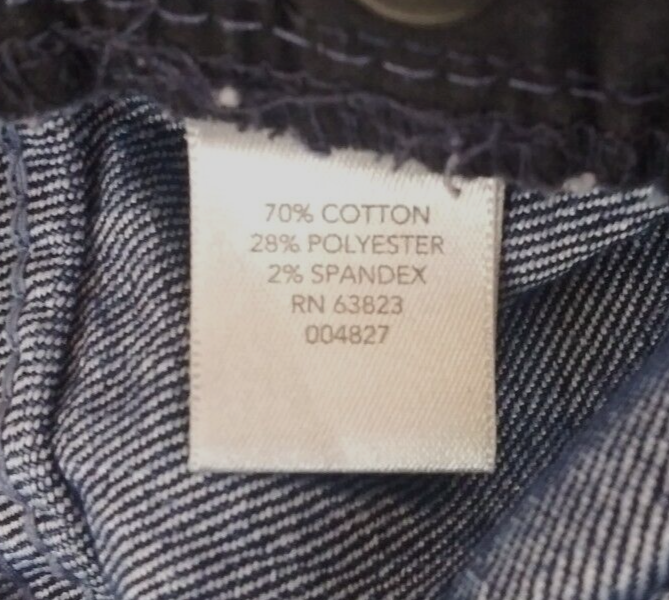 70% COTTON
28% POLYESTER
2% SPANDEX
RN 63823
004827